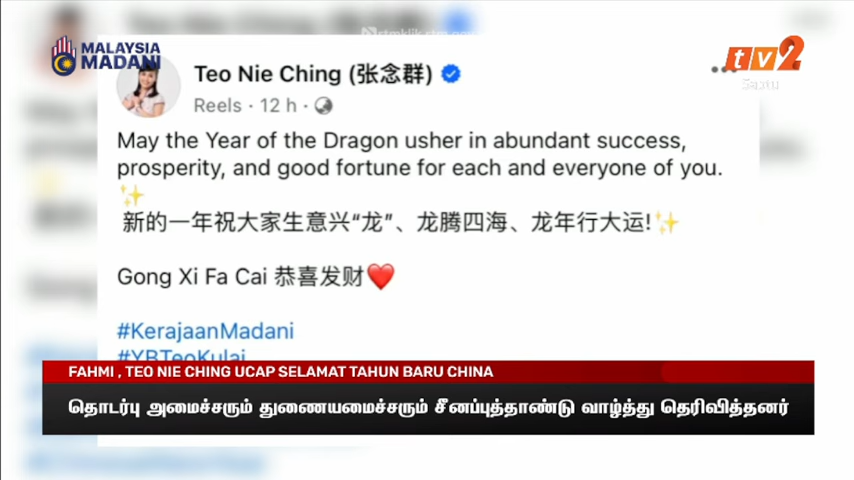 MALAYSIA
MADANI
tv2
Teo Nie Ching (张念群)
Reels · 12 h ·
May the Year of the Dragon usher in abundant success,
prosperity, and good fortune for each and everyone of you.
✨
新的一年祝大家生意兴“龙”、龙腾四海、龙年行大运!✨
Gong Xi Fa Cai 恭喜发财❤️
#KerajaanMadani
#YBTeoKulai
FAHMI , TEO NIE CHING UCAP SELAMAT TAHUN BARU CHINA
தொடர்பு அமைச்சரும் துணையமைச்சரும் சீனப்புத்தாண்டு வாழ்த்து தெரிவித்தனர்